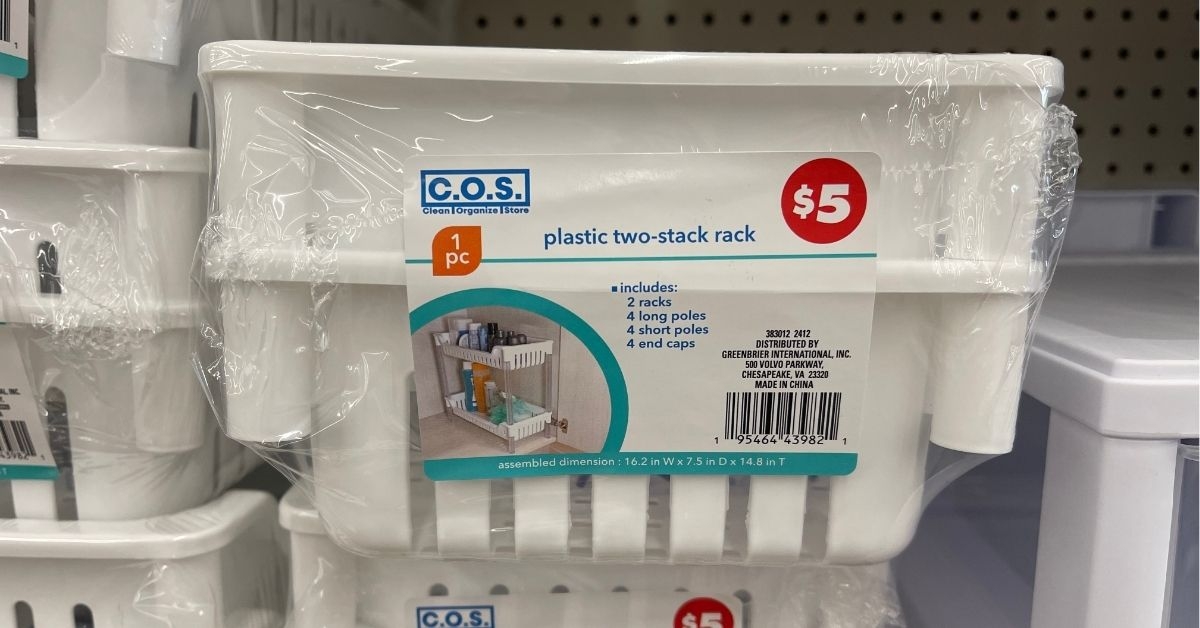 C.O.S.
Clean | Organize | Store
$5
1
pc
plastic two-stack rack
includes:
2 racks
4 long poles
4 short poles
4 end caps
383012 2412
DISTRIBUTED BY
GREENBRIER INTERNATIONAL, INC.
500 VOLVO PARKWAY,
CHESAPEAKE, VA 23320
MADE IN CHINA
1 95464 43982 1
assembled dimension : 16.2 in W x 7.5 in D x 14.8 in T
C.O.S.
$5